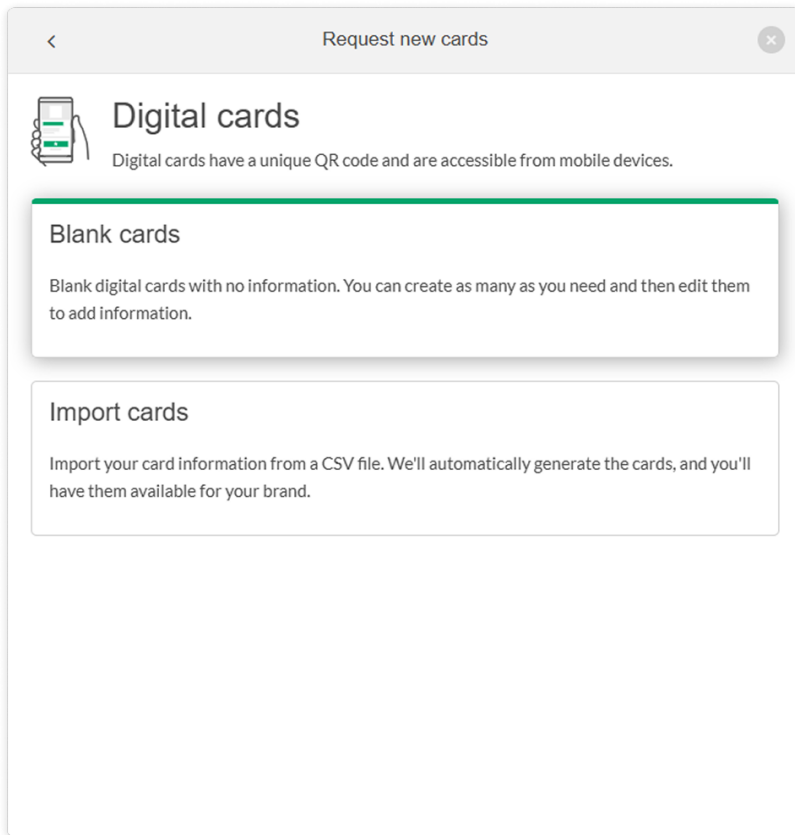 Request new cards
Digital cards
Digital cards have a unique QR code and are accessible from mobile devices.
Blank cards
Blank digital cards with no information. You can create as many as you need and then edit them
to add information.
Import cards
Import your card information from a CSV file. We'll automatically generate the cards, and you'll
have them available for your brand.